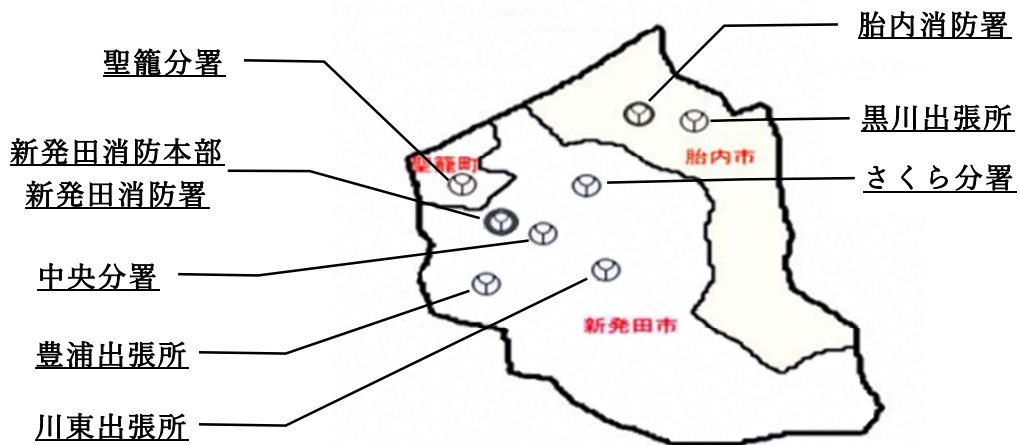 胎内消防署
聖籠分署
黒川出張所
新発田消防本部
新発田消防署
聖籠町
胎内市
さくら分署
中央分署
新発田市
豊浦出張所
川東出張所